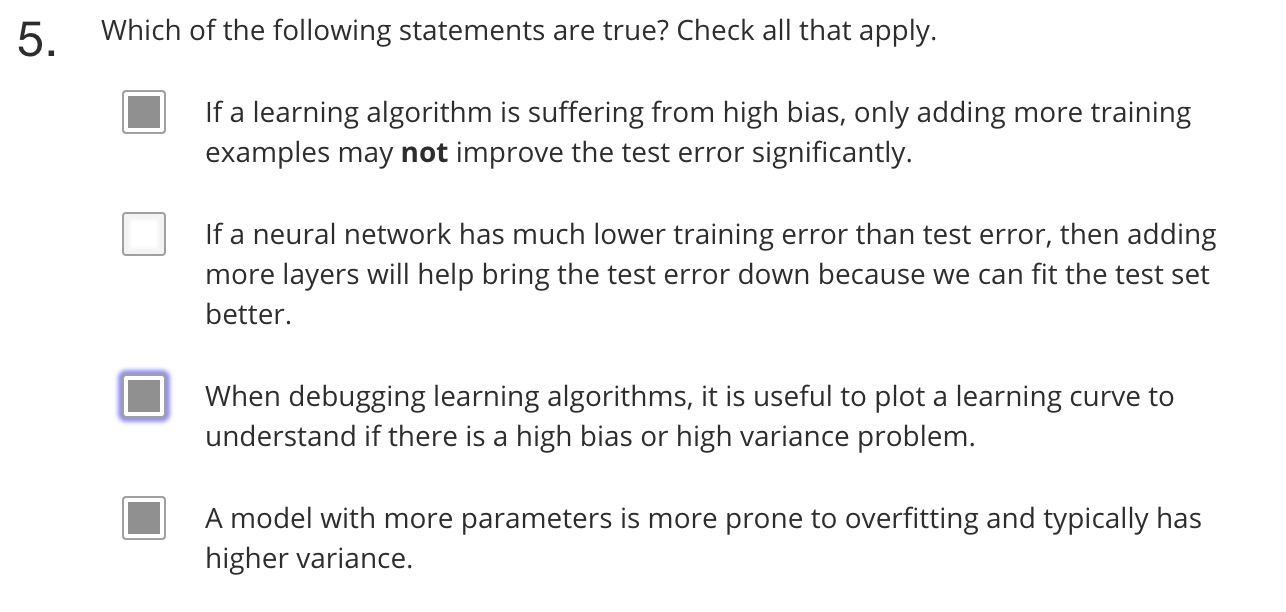 5. Which of the following statements are true? Check all that apply.
If a learning algorithm is suffering from high bias, only adding more training
examples may not improve the test error significantly.
If a neural network has much lower training error than test error, then adding
more layers will help bring the test error down because we can fit the test set
better.
When debugging learning algorithms, it is useful to plot a learning curve to
understand if there is a high bias or high variance problem.
A model with more parameters is more prone to overfitting and typically has
higher variance.